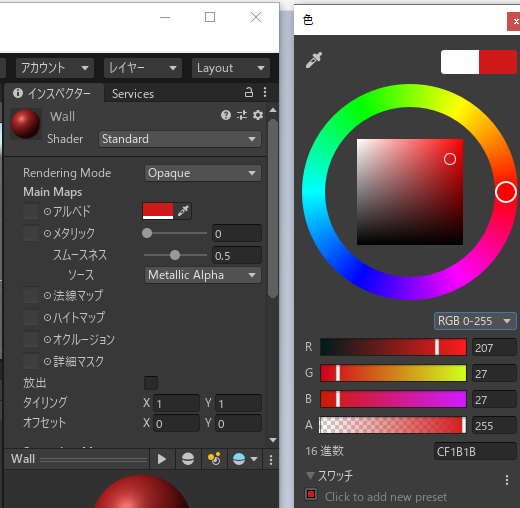 アカウント レイヤー Layout
インスペクター Services
Wall
Shader Standard
Rendering Mode Opaque
Main Maps
アルベド
メタリック 0
スムースネス 0.5
ソース Metallic Alpha
法線マップ
ハイトマップ
オクルージョン
詳細マスク
放出
タイリング X 1 Y 1
オフセット X 0 Y 0
Wall
色
RGB 0-255
R 207
G 27
B 27
A 255
16 進数 CF1B1B
スウォッチ
Click to add new preset